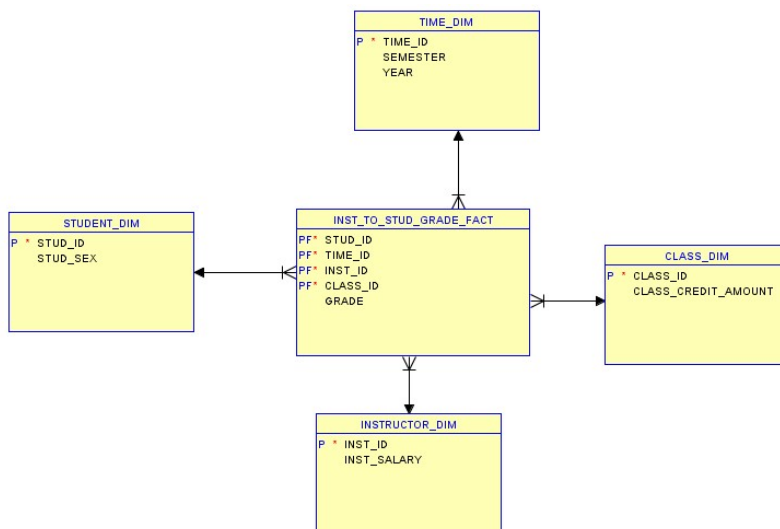 TIME_DIM
P * TIME_ID
SEMESTER
YEAR
STUDENT_DIM
P * STUD_ID
STUD_SEX
INST_TO_STUD_GRADE_FACT
PF* STUD_ID
PF* TIME_ID
PF* INST_ID
PF* CLASS_ID
GRADE
CLASS_DIM
P * CLASS_ID
CLASS_CREDIT_AMOUNT
INSTRUCTOR_DIM
P * INST_ID
INST_SALARY